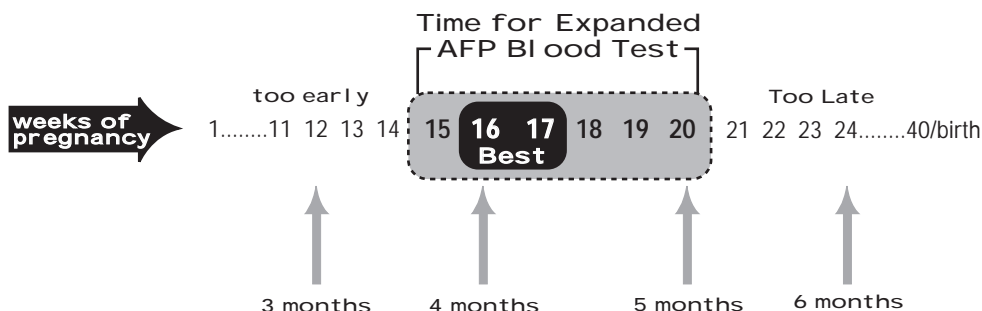 Time for Expanded
AFP Blood Test
too early
Too Late
weeks of
pregnancy
1........11 12 13 14 15 16 17 18 19 20 21 22 23 24........40/birth
Best
3 months 4 months 5 months 6 months